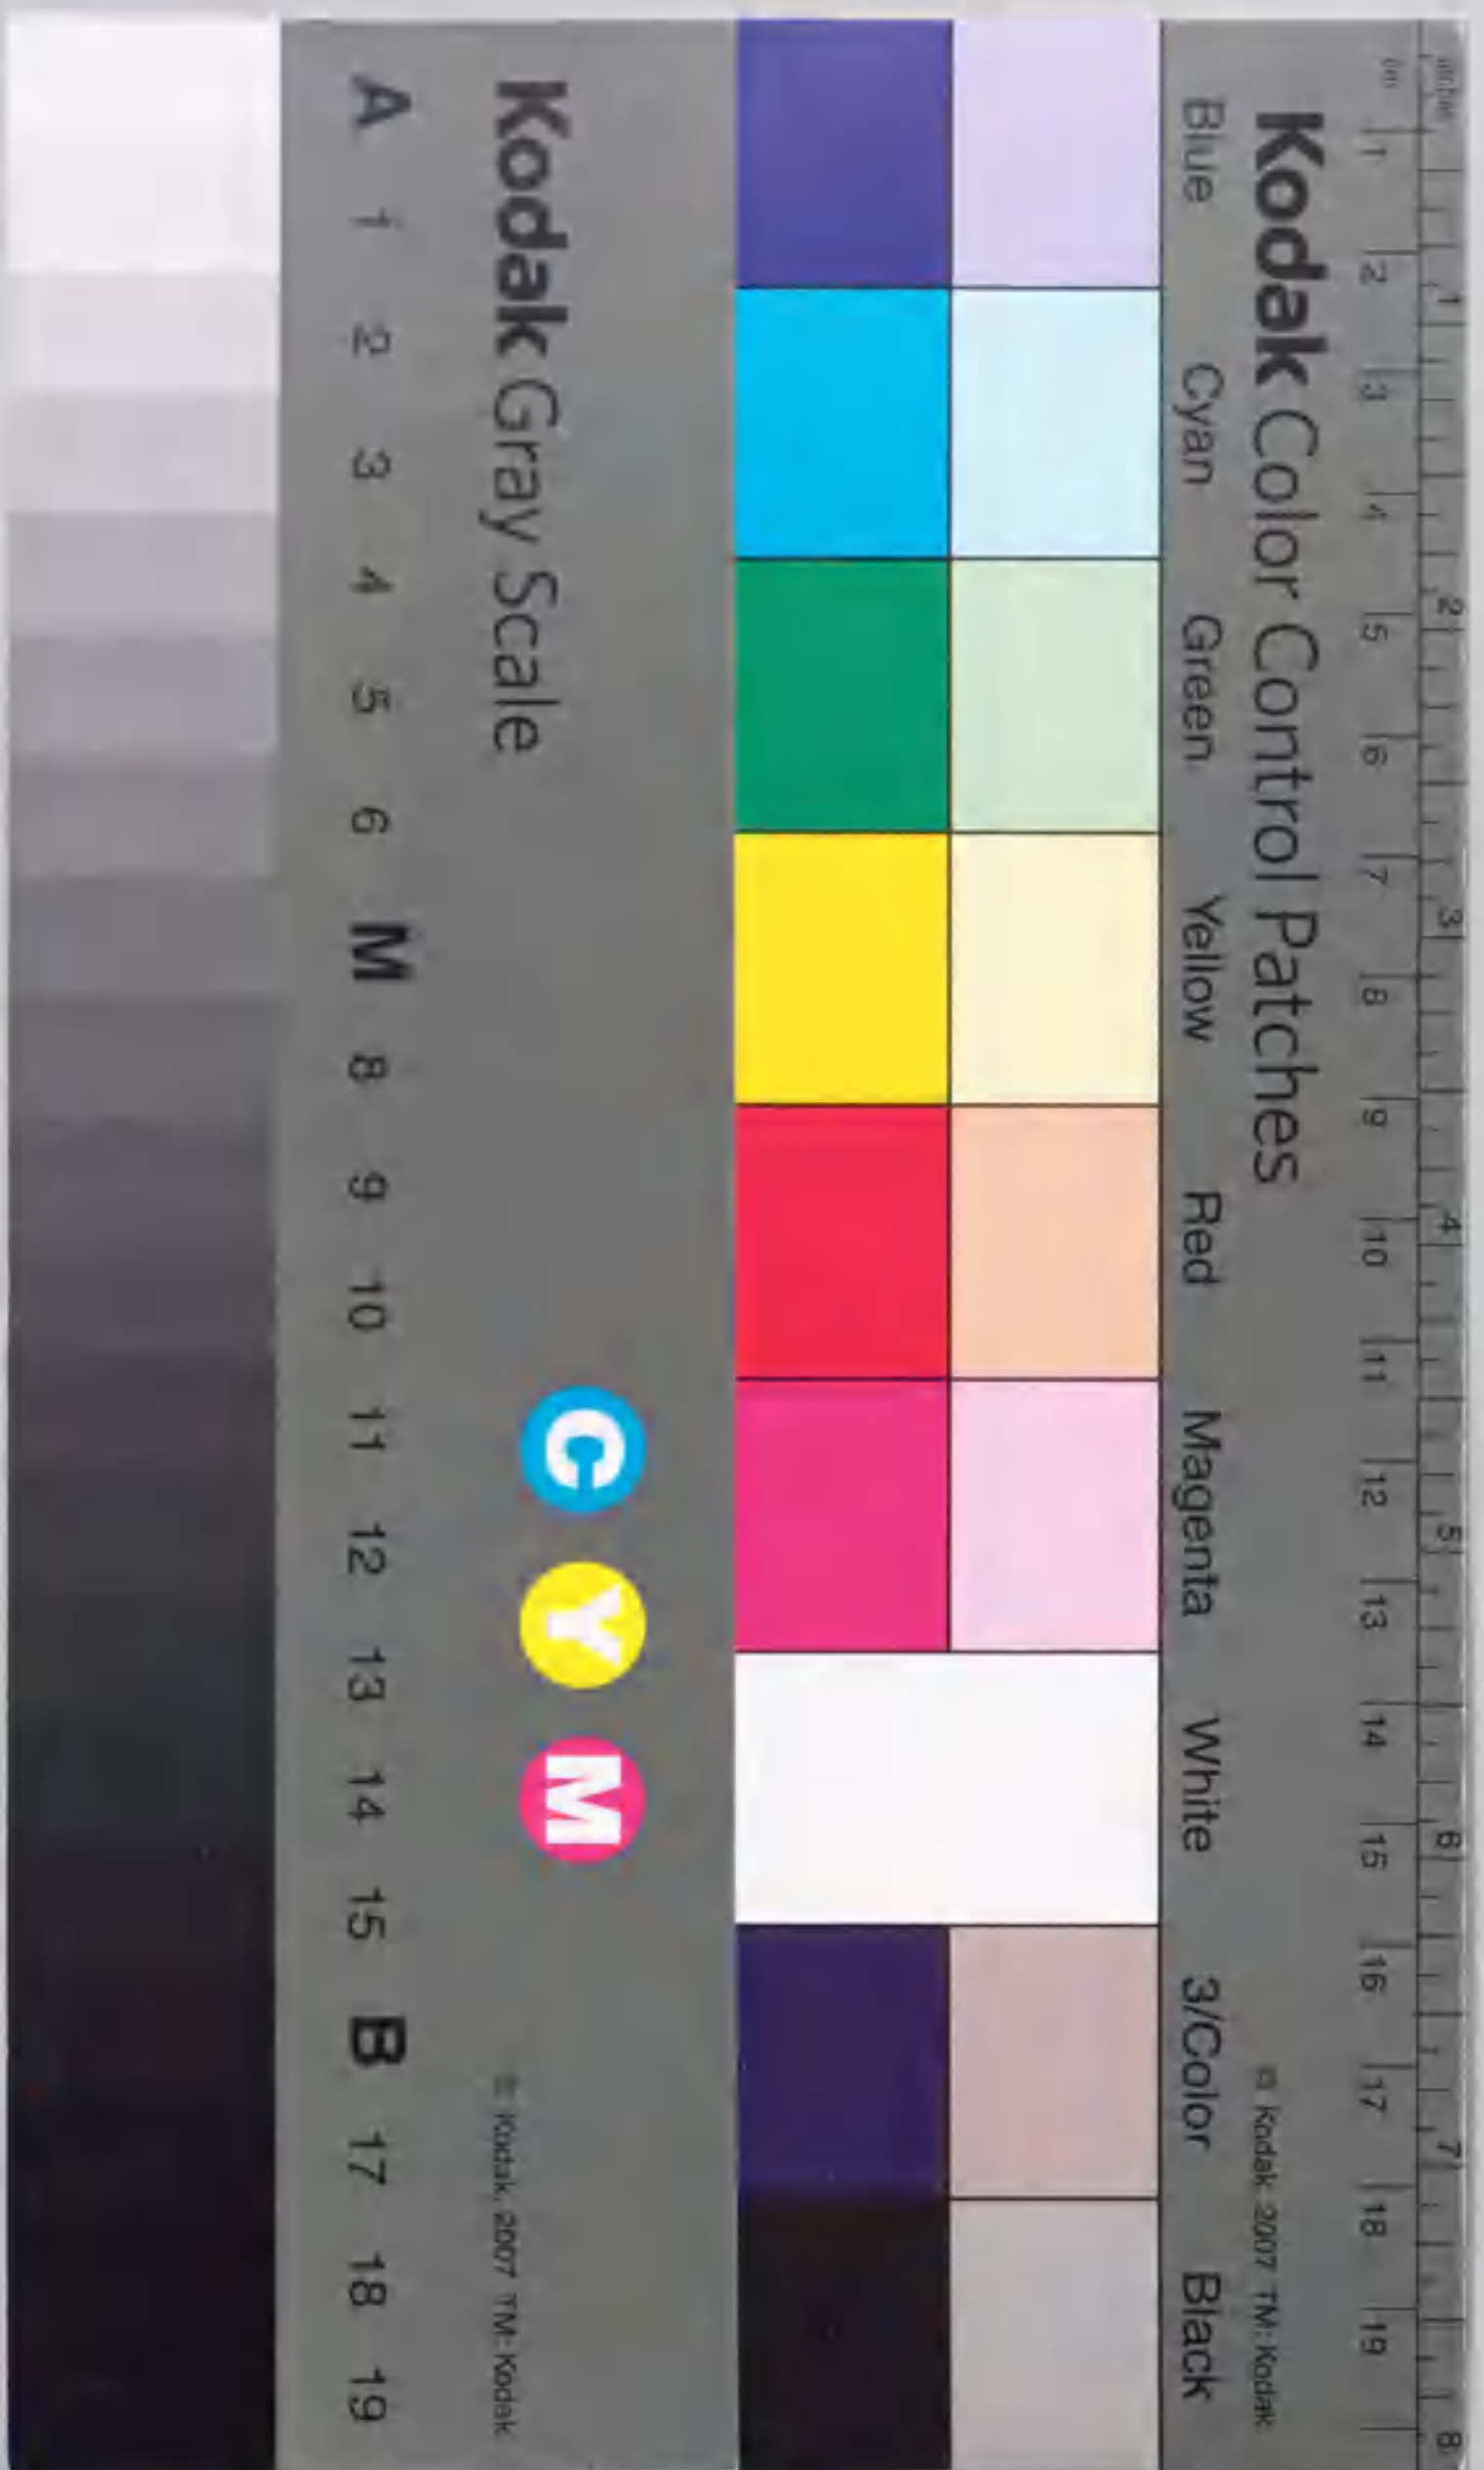 inches 1 2 3 4 5 6 7 8
cm 1 2 3 4 5 6 7 8 9 10 11 12 13 14 15 16 17 18 19
Kodak Color Control Patches
© Kodak, 2007 TM: Kodak
Blue Cyan Green Yellow Red Magenta White 3/Color Black
C Y M
Kodak Gray Scale
© Kodak, 2007 TM: Kodak
A 1 2 3 4 5 6 M 8 9 10 11 12 13 14 15 B 17 18 19